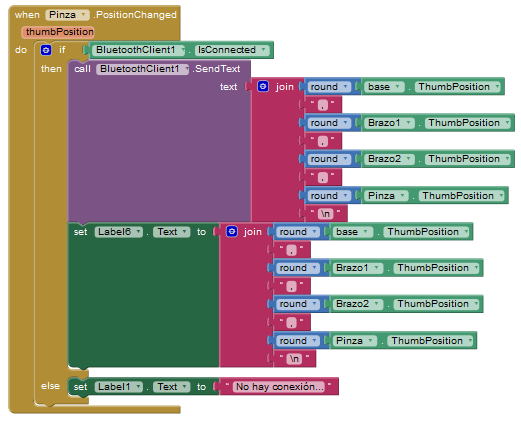 when Pinza .PositionChanged
thumbPosition
do if BluetoothClient1 . IsConnected
then call BluetoothClient1 .SendText
text join round base . ThumbPosition
" , "
round Brazo1 . ThumbPosition
" , "
round Brazo2 . ThumbPosition
" , "
round Pinza . ThumbPosition
" \n "
set Label6 . Text to join round base . ThumbPosition
" , "
round Brazo1 . ThumbPosition
" , "
round Brazo2 . ThumbPosition
" , "
round Pinza . ThumbPosition
" \n "
else set Label1 . Text to " No hay conexión... "